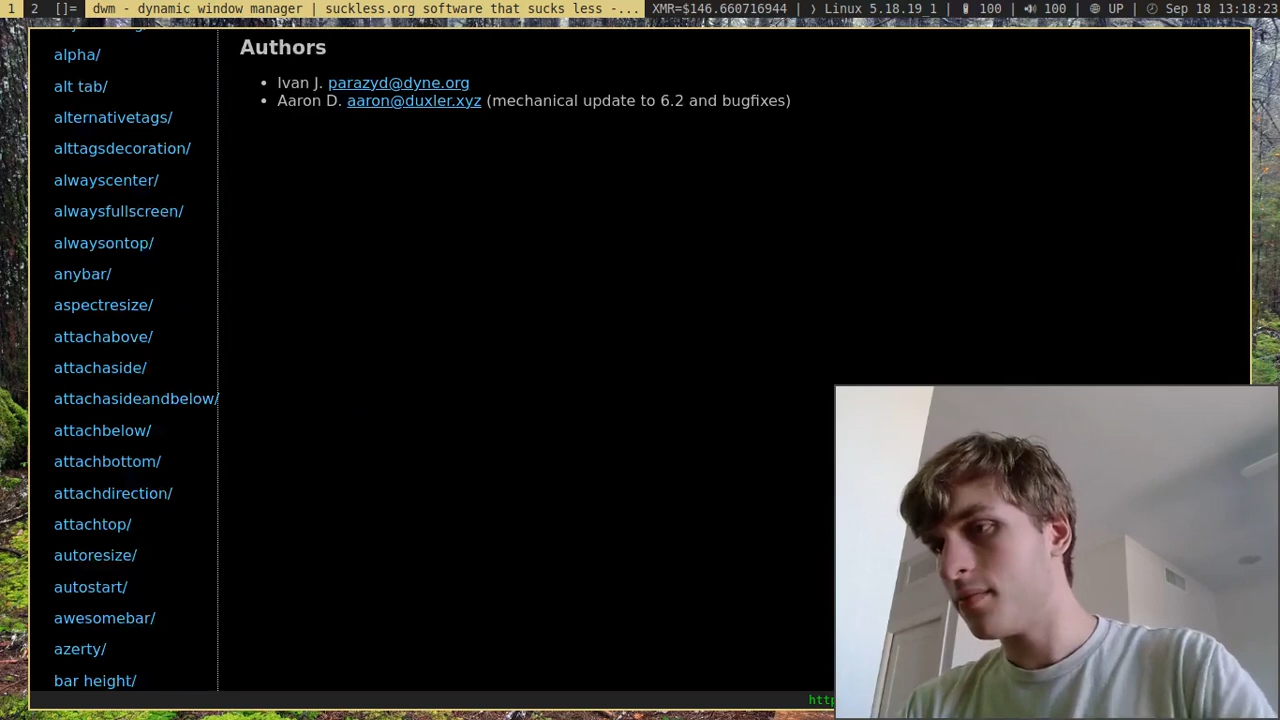 1 2 []= dwm - dynamic window manager | suckless.org software that sucks less -... XMR=$146.660716944 | Linux 5.18.19_1 | 100 | 100 | UP | Sep 18 13:18:23
alpha/
alt tab/
alternativetags/
alttagsdecoration/
alwayscenter/
alwaysfullscreen/
alwaysontop/
anybar/
aspectresize/
attachabove/
attachaside/
attachasideandbelow/
attachbelow/
attachbottom/
attachdirection/
attachtop/
autoresize/
autostart/
awesomebar/
azerty/
bar height/
Authors
• Ivan J. parazyd@dyne.org
• Aaron D. aaron@duxler.xyz (mechanical update to 6.2 and bugfixes)